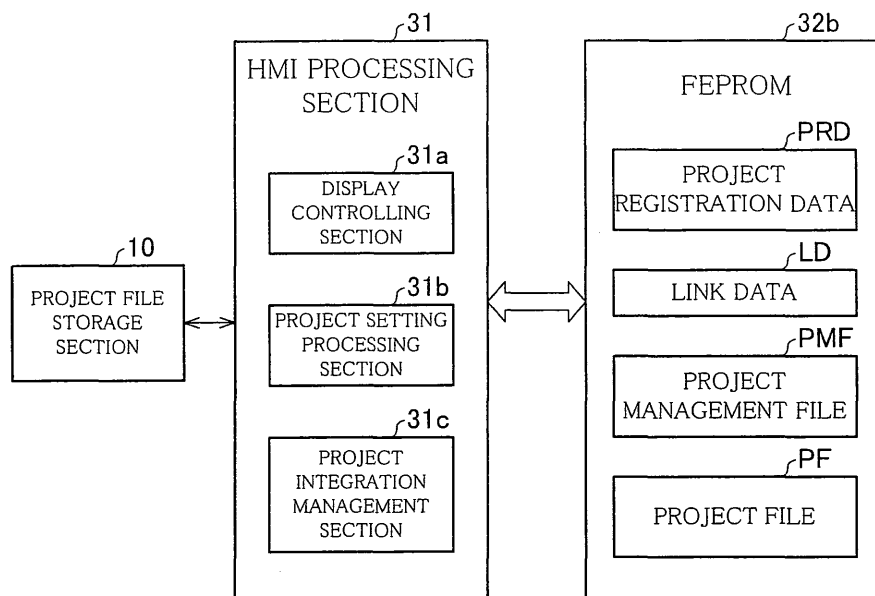 10
PROJECT FILE
STORAGE
SECTION
31
HMI PROCESSING
SECTION
31a
DISPLAY
CONTROLLING
SECTION
31b
PROJECT SETTING
PROCESSING
SECTION
31c
PROJECT
INTEGRATION
MANAGEMENT
SECTION
32b
FEPROM
PRD
PROJECT
REGISTRATION DATA
LD
LINK DATA
PMF
PROJECT
MANAGEMENT FILE
PF
PROJECT FILE